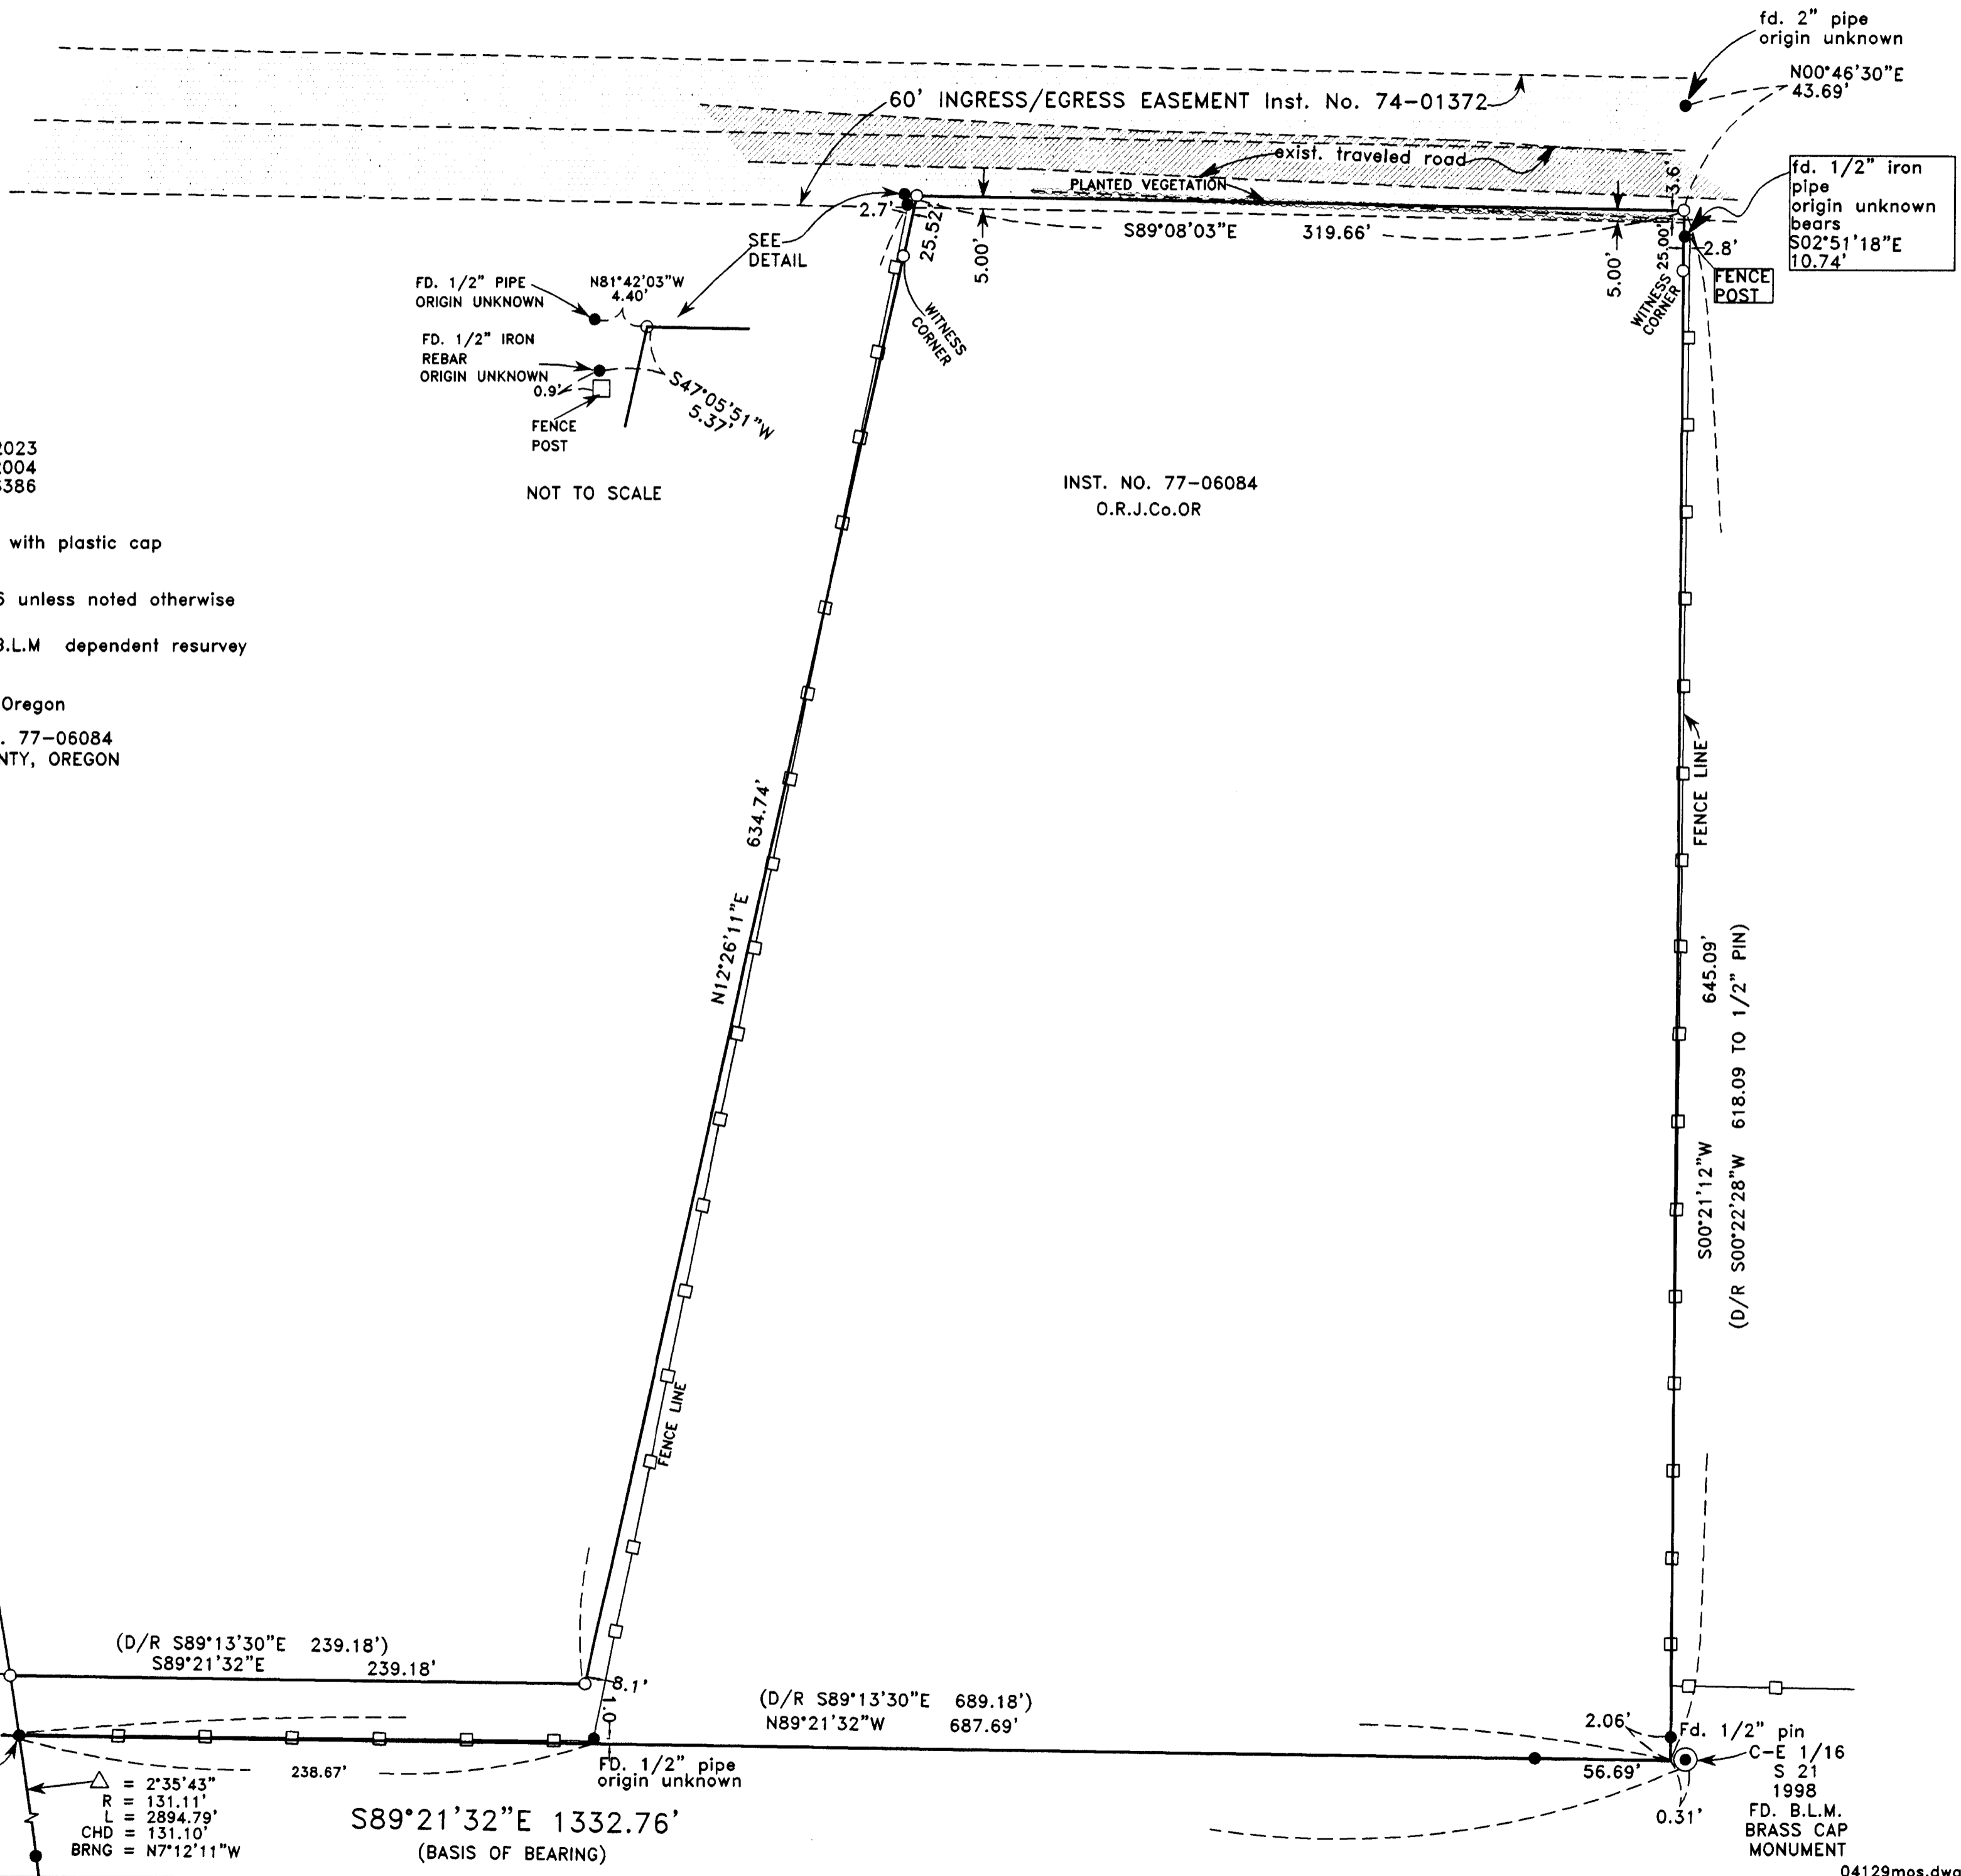 fd. 2" pipe
origin unknown
N00°46'30"E
43.69'
60' INGRESS/EGRESS EASEMENT Inst. No. 74-01372
exist. traveled road
PLANTED VEGETATION
fd. 1/2" iron
pipe
origin unknown
bears
S02°51'18"E
10.74'
3.6'
2.7'
25.52'
5.00'
S89°08'03"E 319.66'
5.00'
25.00'
2.8'
WITNESS
CORNER
FENCE
POST
SEE
DETAIL
WITNESS
CORNER
FD. 1/2" PIPE
ORIGIN UNKNOWN
N81°42'03"W
4.40'
FD. 1/2" IRON
REBAR
ORIGIN UNKNOWN
0.9'
S47°05'51"W
5.37'
FENCE
POST
NOT TO SCALE
2023
2004
386
with plastic cap
unless noted otherwise
B.L.M dependent resurvey
Oregon
. 77-06084
NTY, OREGON
INST. NO. 77-06084
O.R.J.Co.OR
N12°26'11"E 634.74'
FENCE LINE
FENCE LINE
S00°21'12"W 645.09'
(D/R S00°22'28"W 618.09 TO 1/2" PIN)
(D/R S89°13'30"E 239.18')
S89°21'32"E 239.18'
8.1'
1.0'
(D/R S89°13'30"E 689.18')
N89°21'32"W 687.69'
238.67'
FD. 1/2" pipe
origin unknown
2.06'
Fd. 1/2" pin
56.69'
0.31'
C-E 1/16
S 21
1998
FD. B.L.M.
BRASS CAP
MONUMENT
△ = 2°35'43"
R = 131.11'
L = 2894.79'
CHD = 131.10'
BRNG = N7°12'11"W
S89°21'32"E 1332.76'
(BASIS OF BEARING)
04129mos.dwg